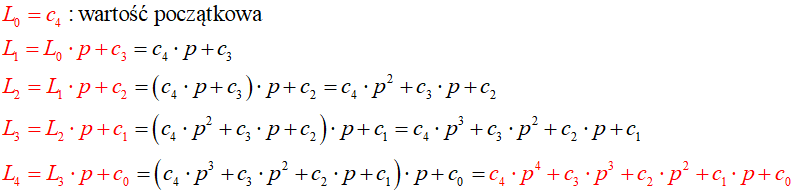 L₀ = c₄ : wartość początkowa
L₁ = L₀ · p + c₃ = c₄ · p + c₃
L₂ = L₁ · p + c₂ = (c₄ · p + c₃) · p + c₂ = c₄ · p² + c₃ · p + c₂
L₃ = L₂ · p + c₁ = (c₄ · p² + c₃ · p + c₂) · p + c₁ = c₄ · p³ + c₃ · p² + c₂ · p + c₁
L₄ = L₃ · p + c₀ = (c₄ · p³ + c₃ · p² + c₂ · p + c₁) · p + c₀ = c₄ · p⁴ + c₃ · p³ + c₂ · p² + c₁ · p + c₀